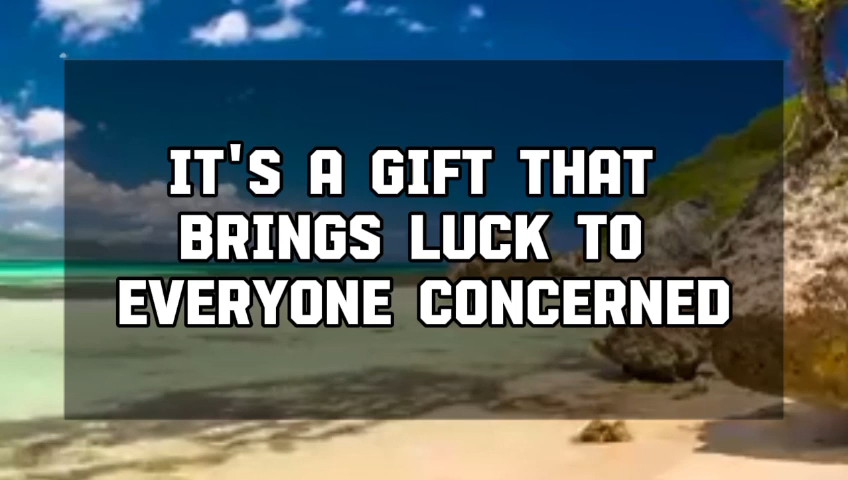 IT'S A GIFT THAT
BRINGS LUCK TO
EVERYONE CONCERNED